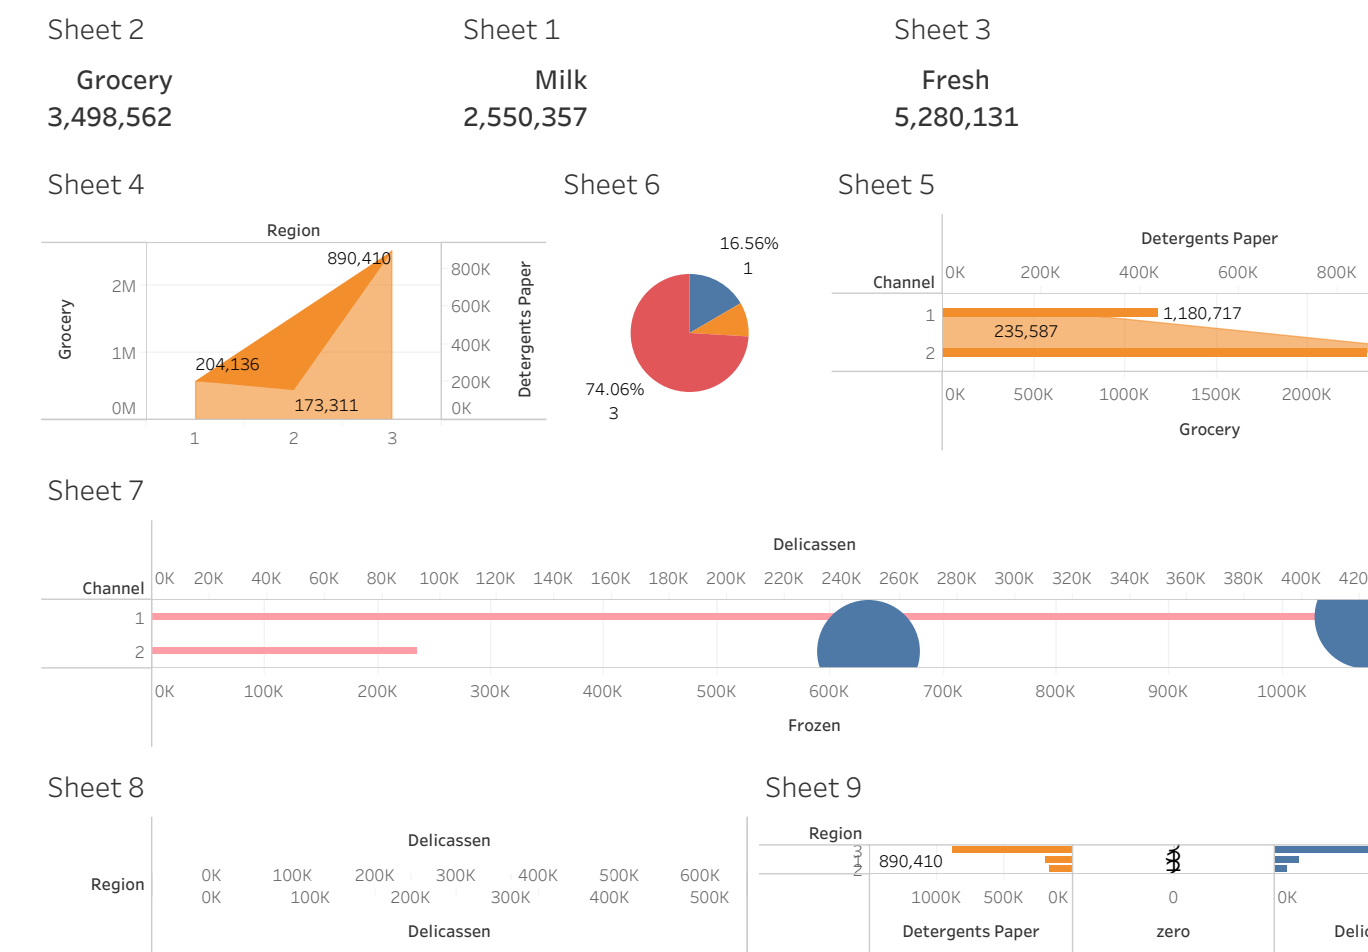 Sheet 2
Grocery
3,498,562
Sheet 1
Milk
2,550,357
Sheet 3
Fresh
5,280,131
Sheet 4
Region
890,410
204,136
173,311
Grocery
2M
1M
0M
800K
600K
400K
200K
0K
Detergents Paper
1 2 3
Sheet 6
16.56%
1
74.06%
3
Sheet 5
Detergents Paper
0K 200K 400K 600K 800K
Channel
1 1,180,717
235,587
2
0K 500K 1000K 1500K 2000K
Grocery
Sheet 7
Delicassen
0K 20K 40K 60K 80K 100K 120K 140K 160K 180K 200K 220K 240K 260K 280K 300K 320K 340K 360K 380K 400K 420
Channel
1
2
0K 100K 200K 300K 400K 500K 600K 700K 800K 900K 1000K
Frozen
Sheet 8
Delicassen
0K 100K 200K 300K 400K 500K 600K
Region
0K 100K 200K 300K 400K 500K
Delicassen
Sheet 9
Region
3
1 890,410
2
1000K 500K 0K 0 0K
Detergents Paper zero Delic